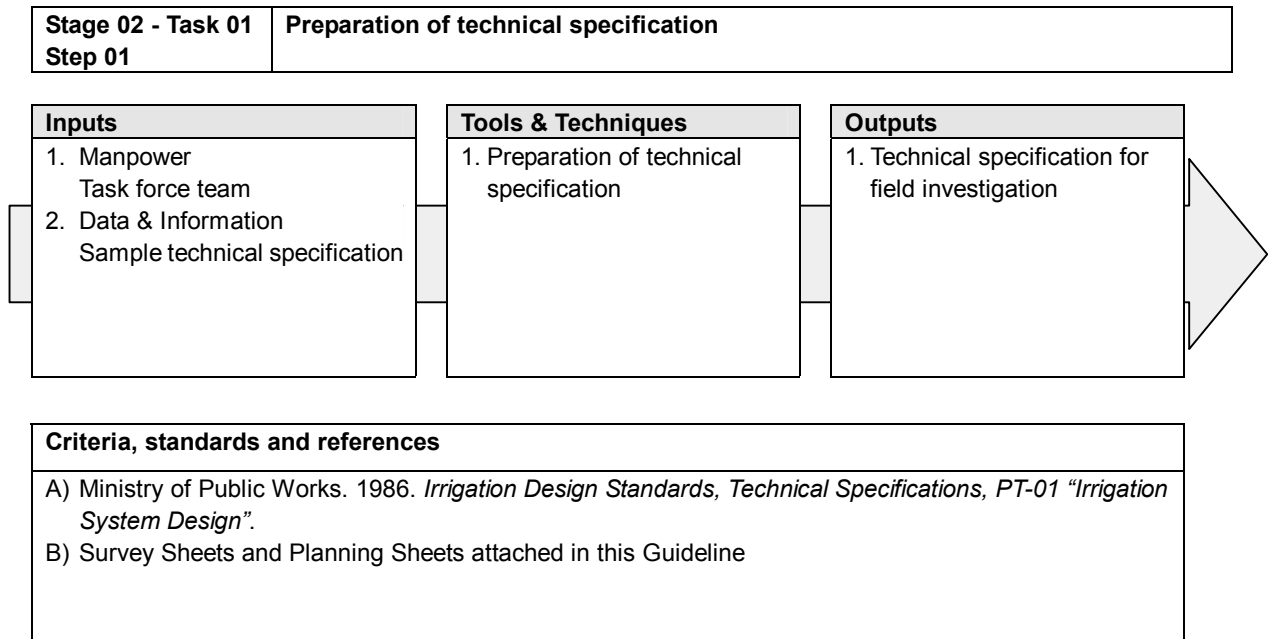 Stage 02 - Task 01
Step 01
Preparation of technical specification
Inputs
1. Manpower
Task force team
2. Data & Information
Sample technical specification
Tools & Techniques
1. Preparation of technical
specification
Outputs
1. Technical specification for
field investigation
Criteria, standards and references
A) Ministry of Public Works. 1986. Irrigation Design Standards, Technical Specifications, PT-01 “Irrigation
System Design”.
B) Survey Sheets and Planning Sheets attached in this Guideline